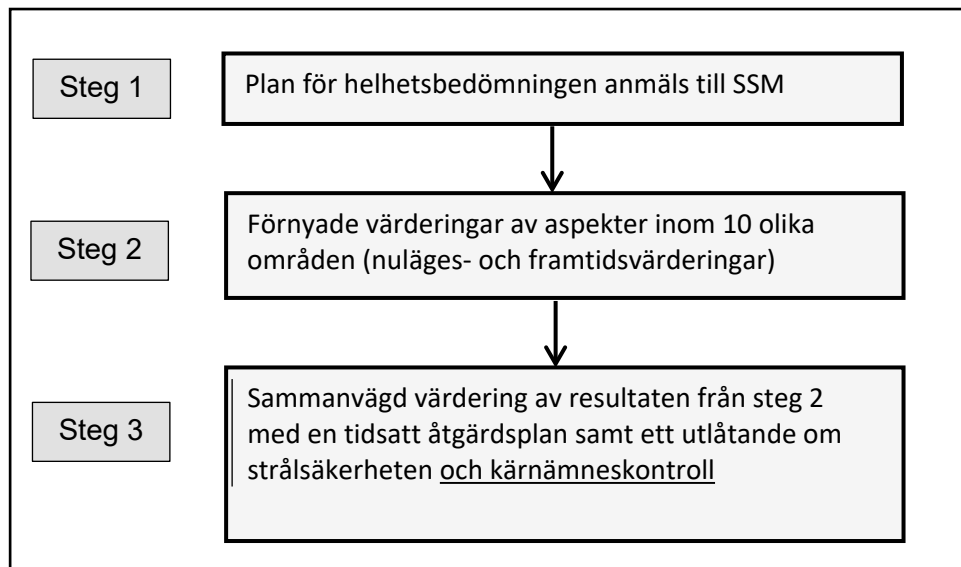 Steg 1
Plan för helhetsbedömningen anmäls till SSM
Steg 2
Förnyade värderingar av aspekter inom 10 olika
områden (nuläges- och framtidsvärderingar)
Steg 3
Sammanvägd värdering av resultaten från steg 2
med en tidsatt åtgärdsplan samt ett utlåtande om
strålsäkerheten och kärnämneskontroll